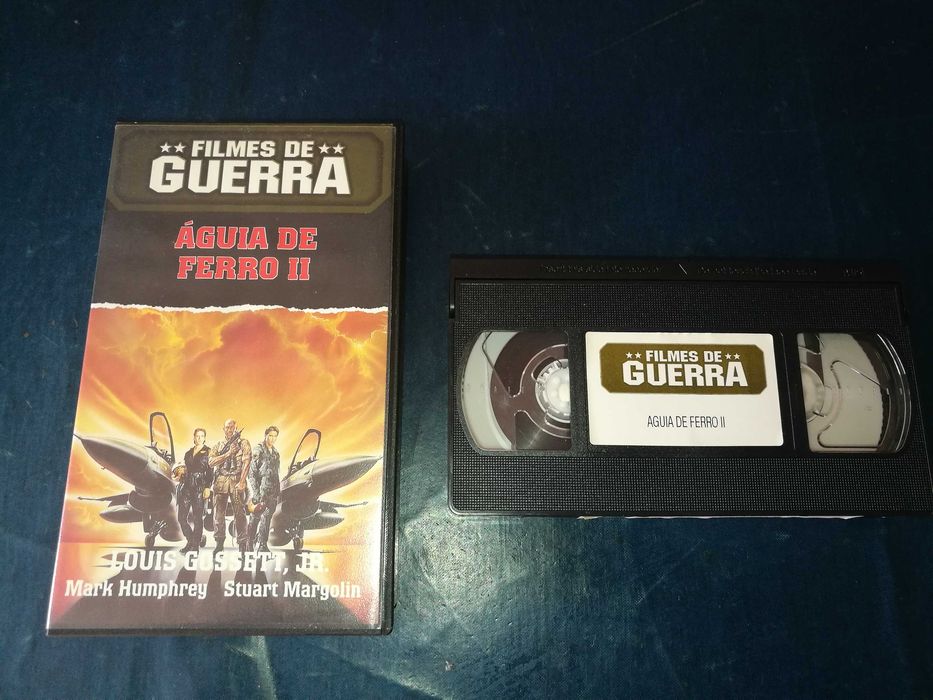 FILMES DE
GUERRA
ÁGUIA DE
FERRO II
LOUIS GOSSETT, JR.
Mark Humphrey Stuart Margolin
FILMES DE
GUERRA
AGUIA DE FERRO II